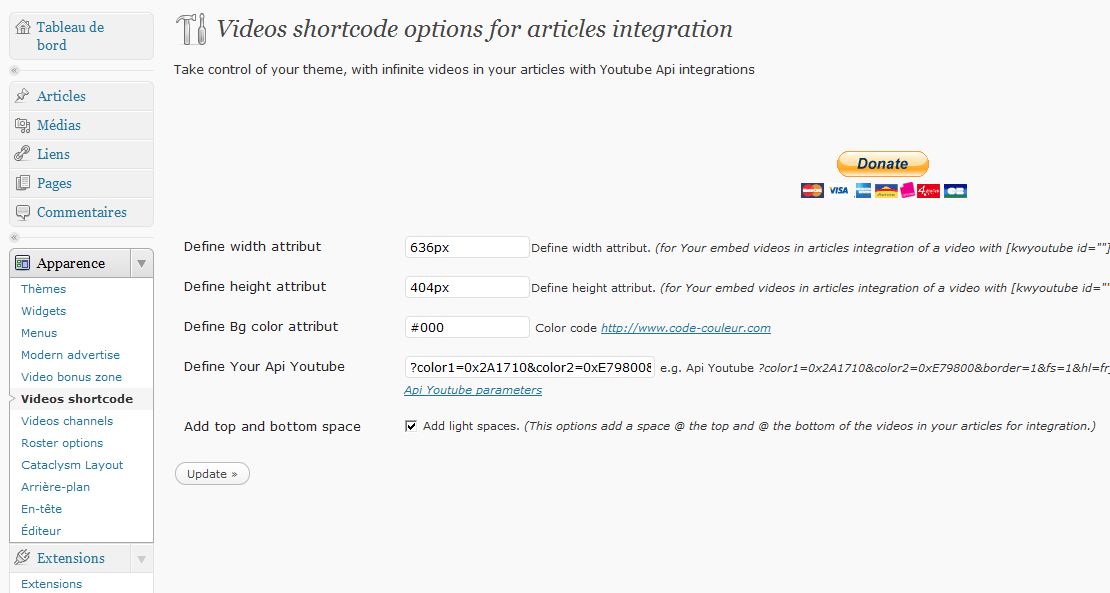 Tableau de
bord
Articles
Médias
Liens
Pages
Commentaires
Apparence
Thèmes
Widgets
Menus
Modern advertise
Video bonus zone
Videos shortcode
Videos channels
Roster options
Cataclysm Layout
Arrière-plan
En-tête
Éditeur
Extensions
Extensions
Videos shortcode options for articles integration
Take control of your theme, with infinite videos in your articles with Youtube Api integrations
Donate
VISA
Define width attribut 636px Define width attribut. (for Your embed videos in articles integration of a video with [kwyoutube id=""]
Define height attribut 404px Define height attribut. (for Your embed videos in articles integration of a video with [kwyoutube id=""
Define Bg color attribut #000 Color code http://www.code-couleur.com
Define Your Api Youtube ?color1=0x2A1710&color2=0xE79800& e.g. Api Youtube ?color1=0x2A1710&color2=0xE79800&border=1&fs=1&hl=fr
Api Youtube parameters
Add top and bottom space Add light spaces. (This options add a space @ the top and @ the bottom of the videos in your articles for integration.)
Update »